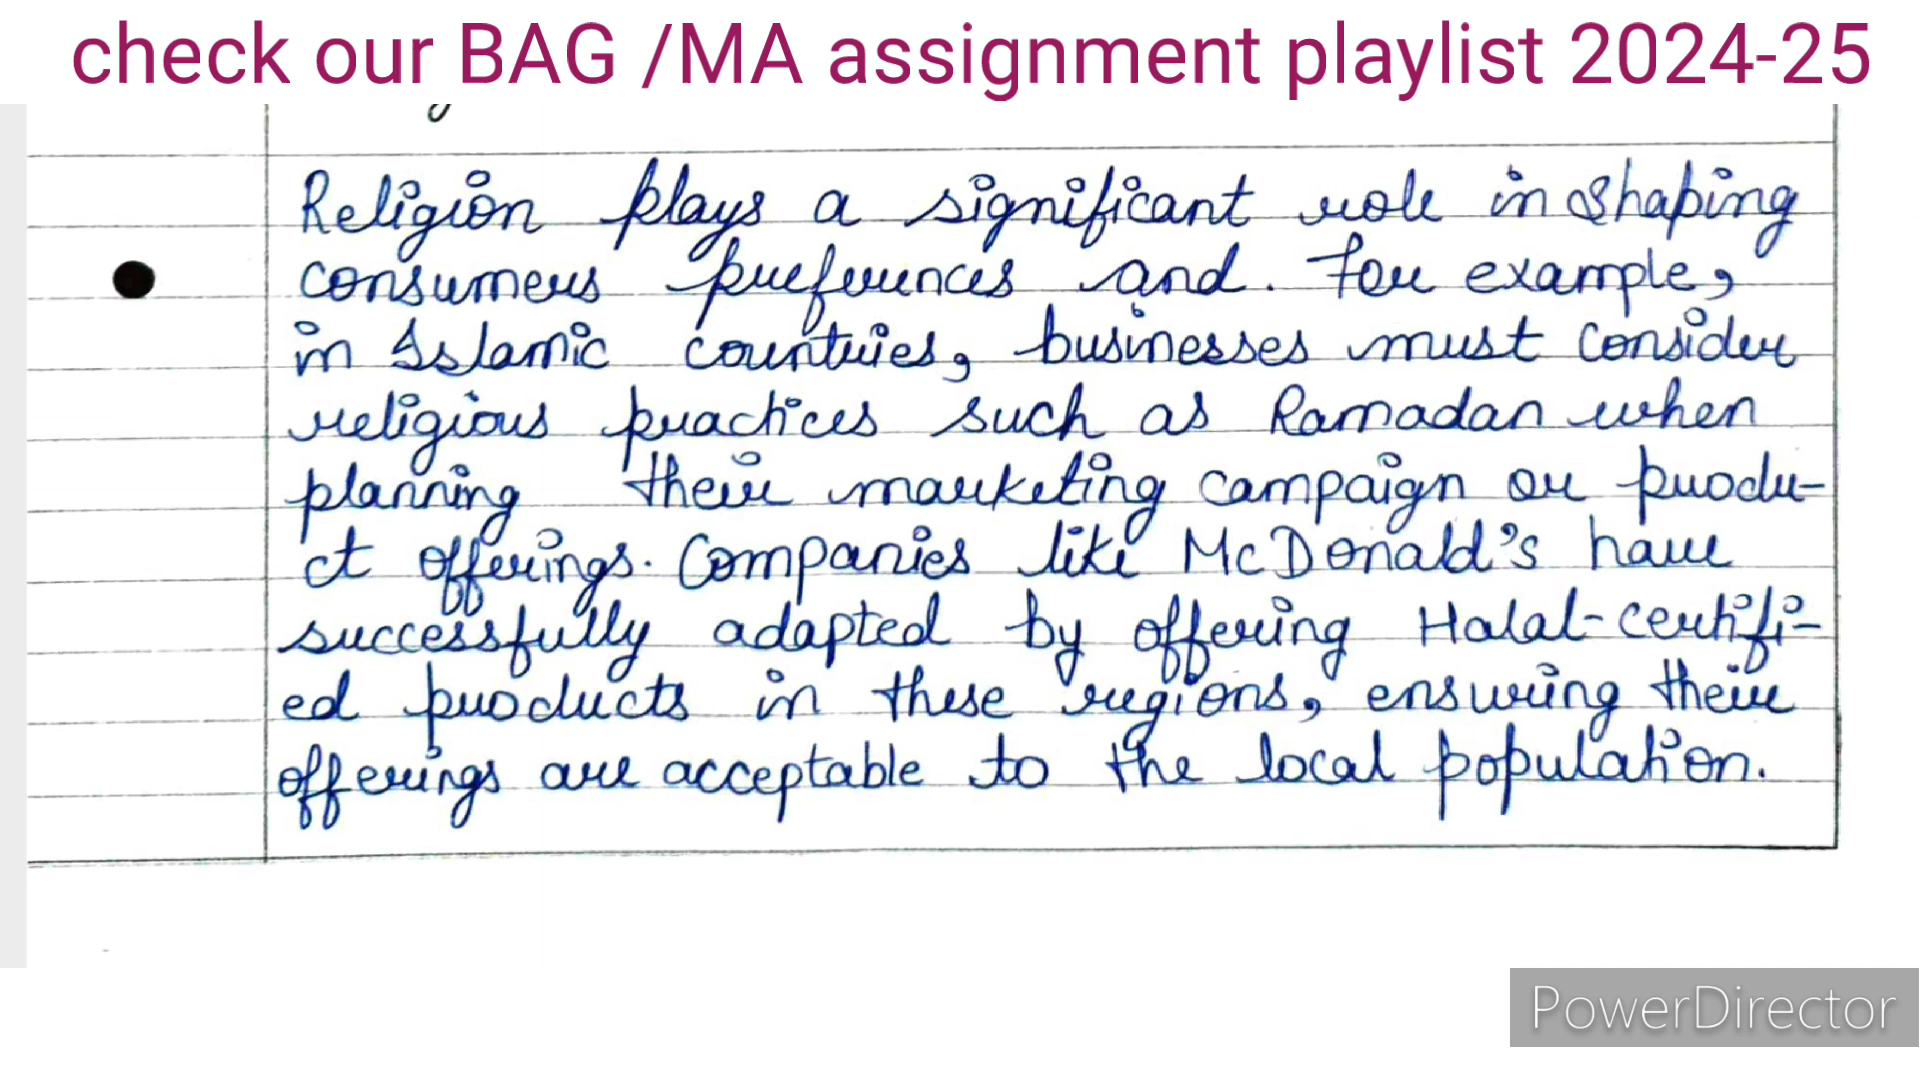 check our BAG /MA assignment playlist 2024-25
Religion plays a significant role in shaping
consumers preferences and. For example,
in Islamic countries, businesses must consider
religious practices such as Ramadan when
planning their marketing campaign or produ-
ct offerings. Companies like McDonald's have
successfully adapted by offering Halal-certifi-
ed products in these regions, ensuring their
offerings are acceptable to the local population.
PowerDirector